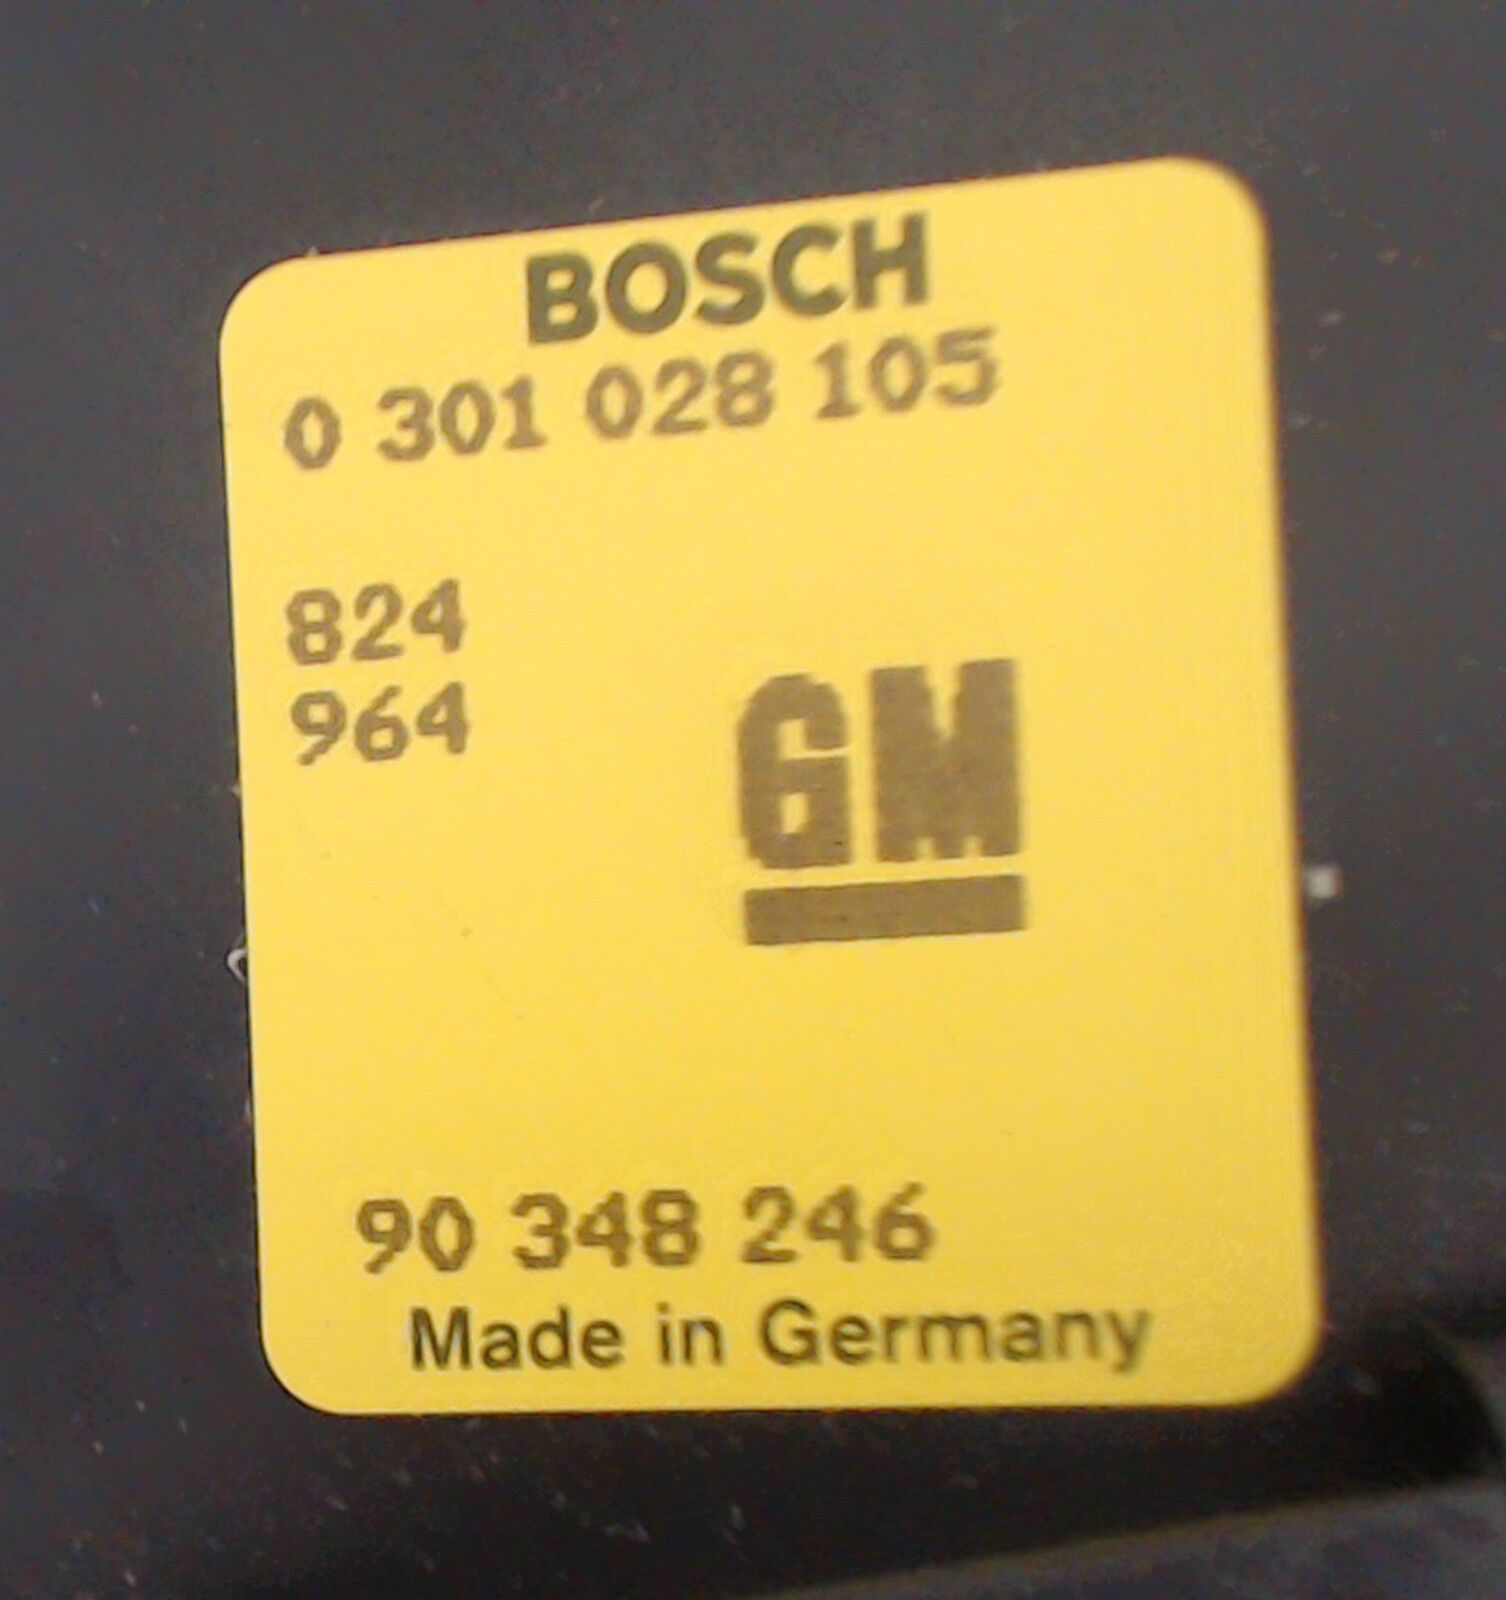 BOSCH
0 301 028 105
824
964
GM
90 348 246
Made in Germany